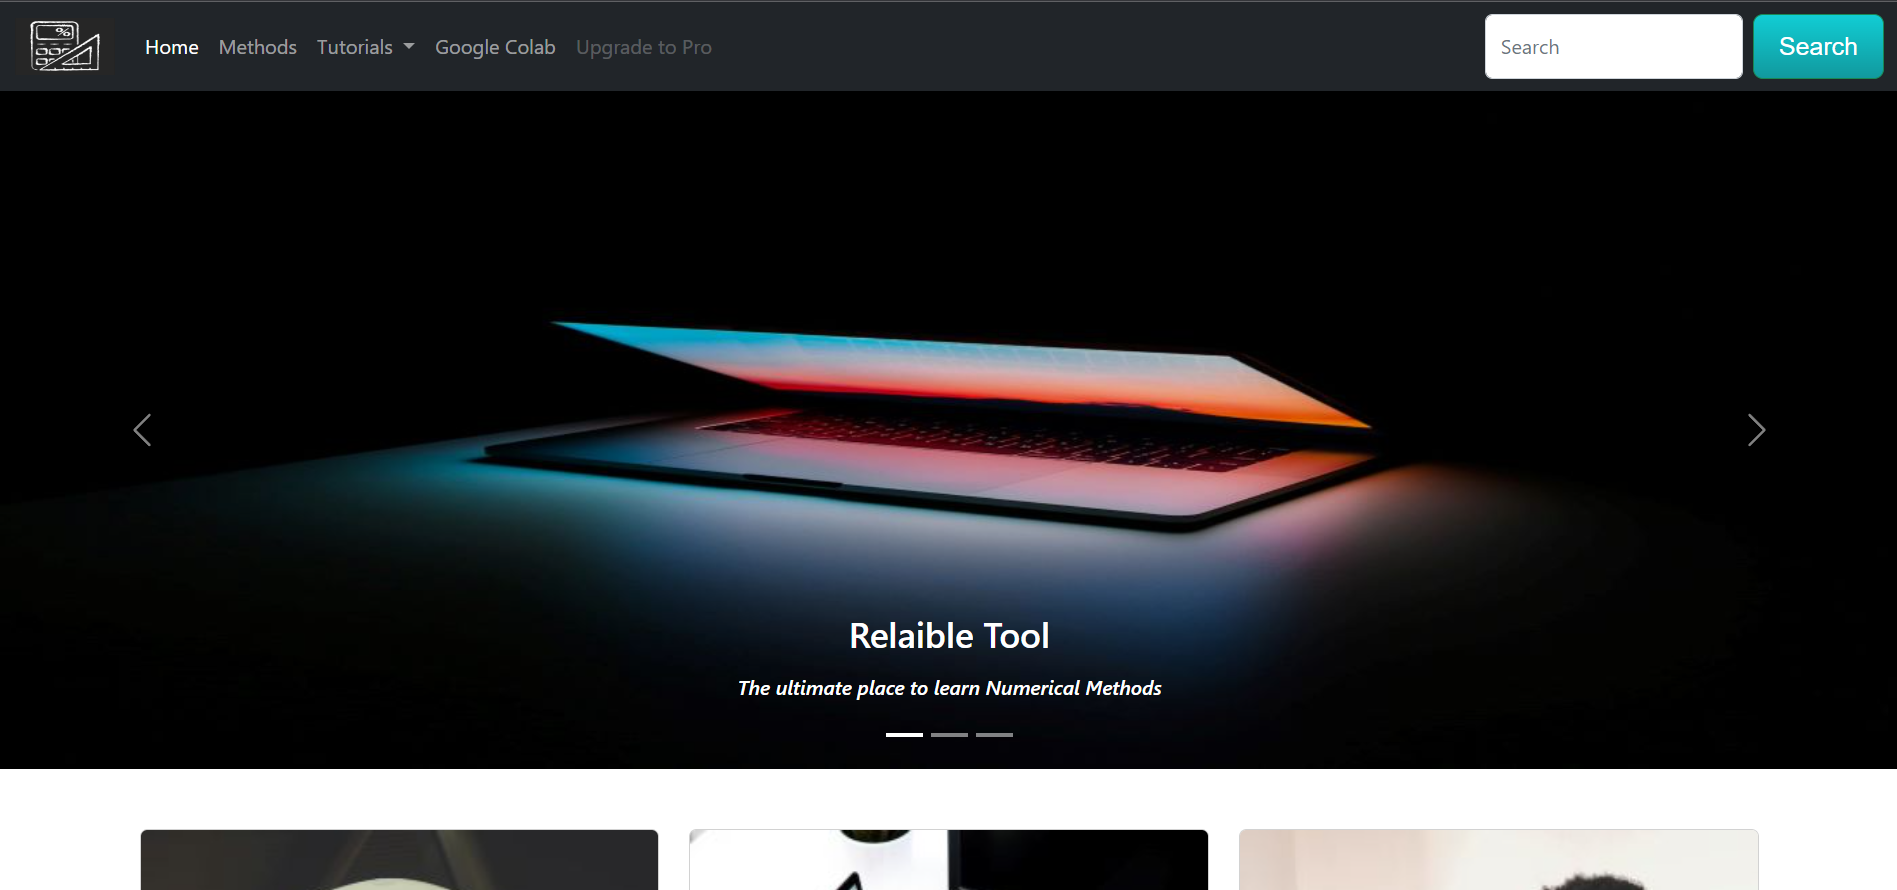 %
Home Methods Tutorials Google Colab Upgrade to Pro Search Search
Relaible Tool
The ultimate place to learn Numerical Methods